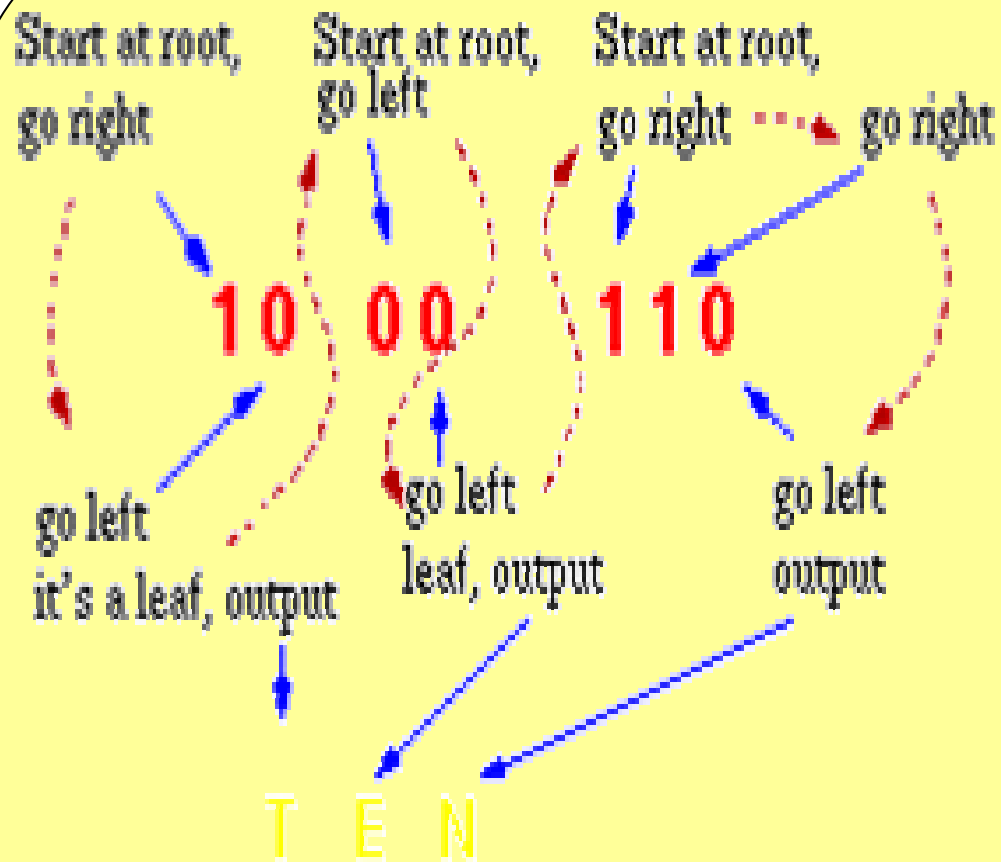 Start at root,
go right
Start at root,
go left
Start at root,
go right
go right
10 00 110
go left
it's a leaf, output
go left
leaf, output
go left
output
T E N